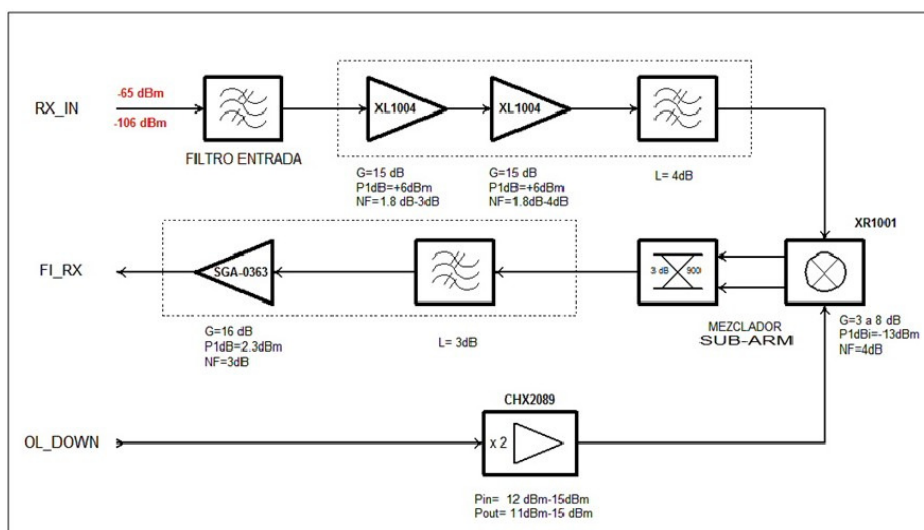 RX_IN
-65 dBm
-106 dBm
FILTRO ENTRADA
XL1004
XL1004
G=15 dB
P1dB=+6dBm
NF=1.8 dB-3dB
G=15 dB
P1dB=+6dBm
NF=1.8dB-4dB
L= 4dB
XR1001
FI_RX
SGA-0363
3 dB
900
G=16 dB
P1dB=2.3dBm
NF=3dB
L= 3dB
MEZCLADOR
SUB-ARM
G=3 a 8 dB
P1dBi=-13dBm
NF=4dB
CHX2089
OL_DOWN
x 2
Pin= 12 dBm-15dBm
Pout= 11dBm-15 dBm